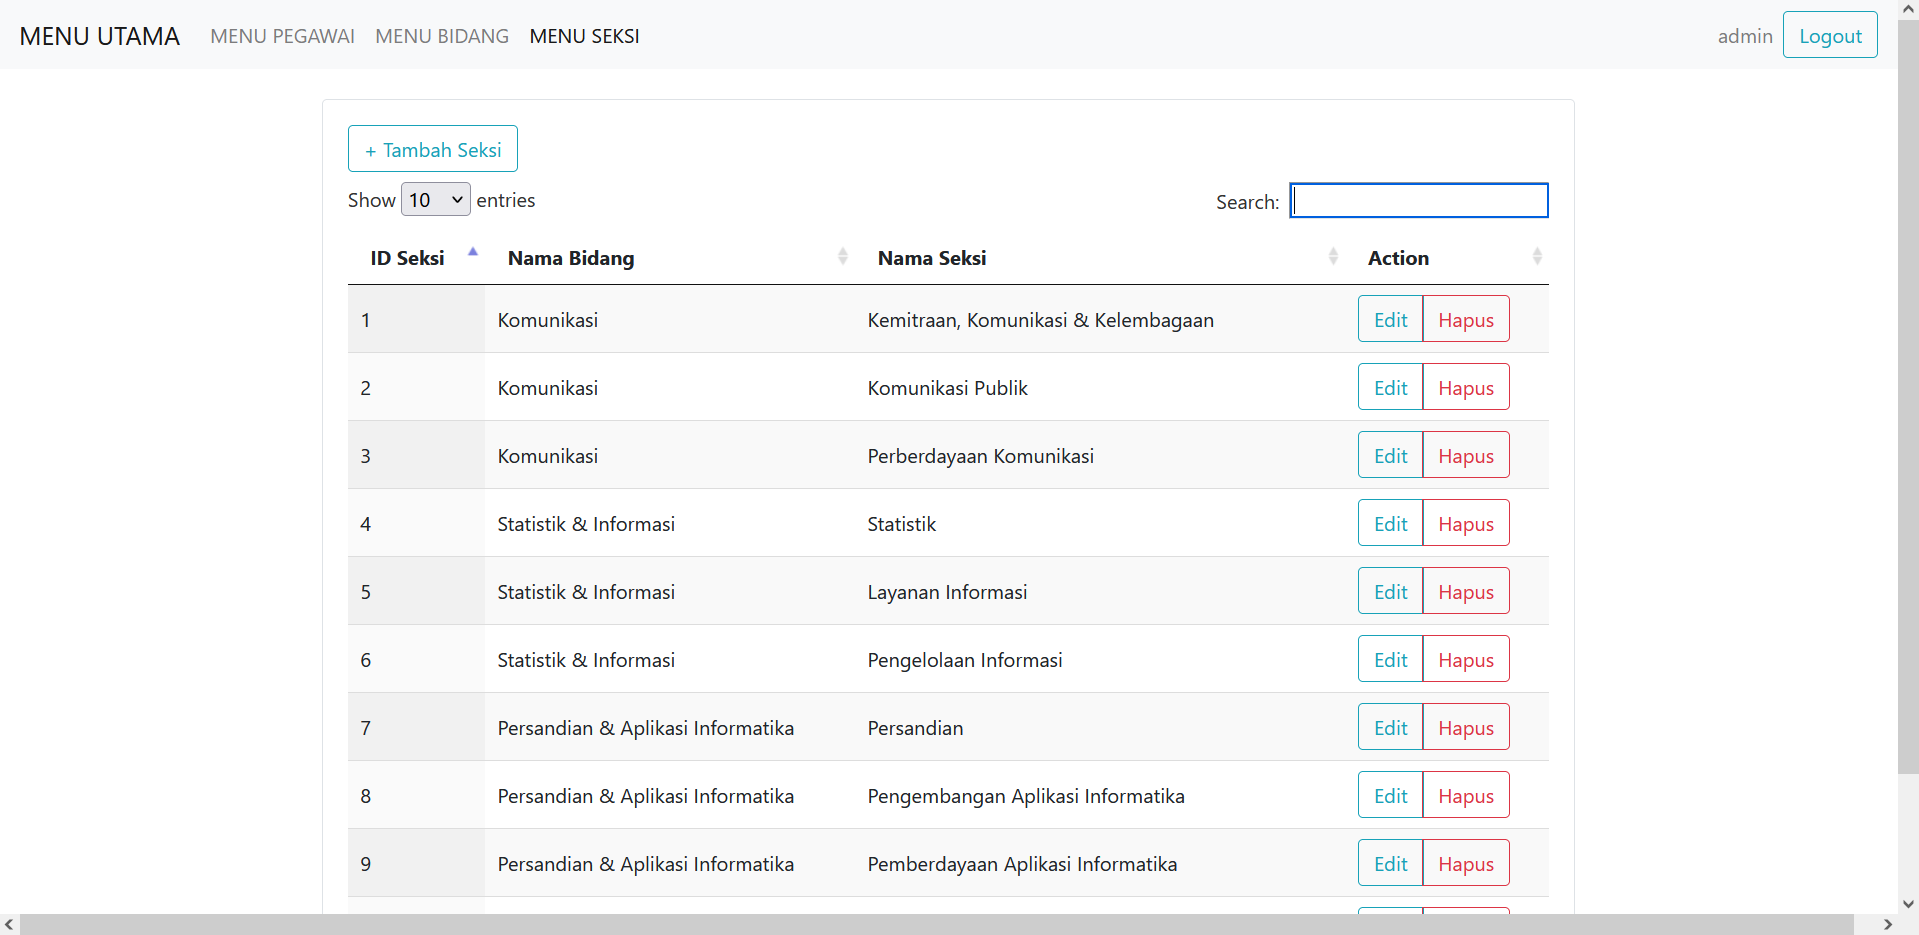 MENU UTAMA MENU PEGAWAI MENU BIDANG MENU SEKSI admin Logout
+ Tambah Seksi
Show 10 entries Search:
ID Seksi Nama Bidang Nama Seksi Action
1 Komunikasi Kemitraan, Komunikasi & Kelembagaan Edit Hapus
2 Komunikasi Komunikasi Publik Edit Hapus
3 Komunikasi Perberdayaan Komunikasi Edit Hapus
4 Statistik & Informasi Statistik Edit Hapus
5 Statistik & Informasi Layanan Informasi Edit Hapus
6 Statistik & Informasi Pengelolaan Informasi Edit Hapus
7 Persandian & Aplikasi Informatika Persandian Edit Hapus
8 Persandian & Aplikasi Informatika Pengembangan Aplikasi Informatika Edit Hapus
9 Persandian & Aplikasi Informatika Pemberdayaan Aplikasi Informatika Edit Hapus